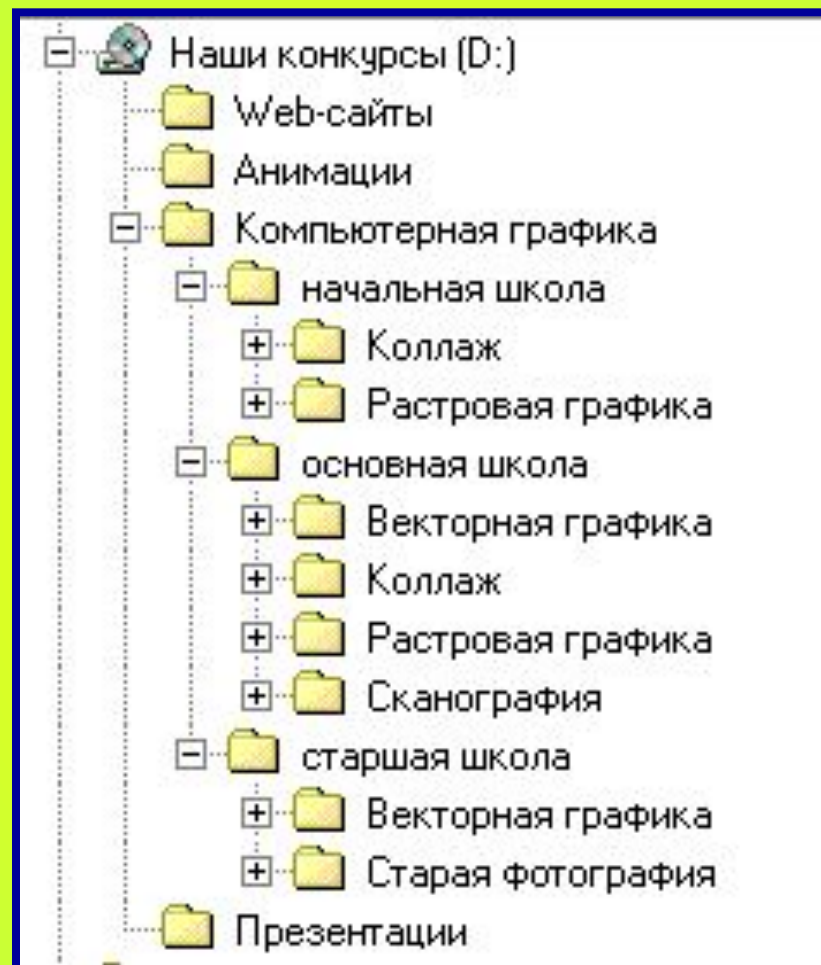 Наши конкурсы (D:)
Web-сайты
Анимации
Компьютерная графика
начальная школа
Коллаж
Растровая графика
основная школа
Векторная графика
Коллаж
Растровая графика
Сканография
старшая школа
Векторная графика
Старая фотография
Презентации